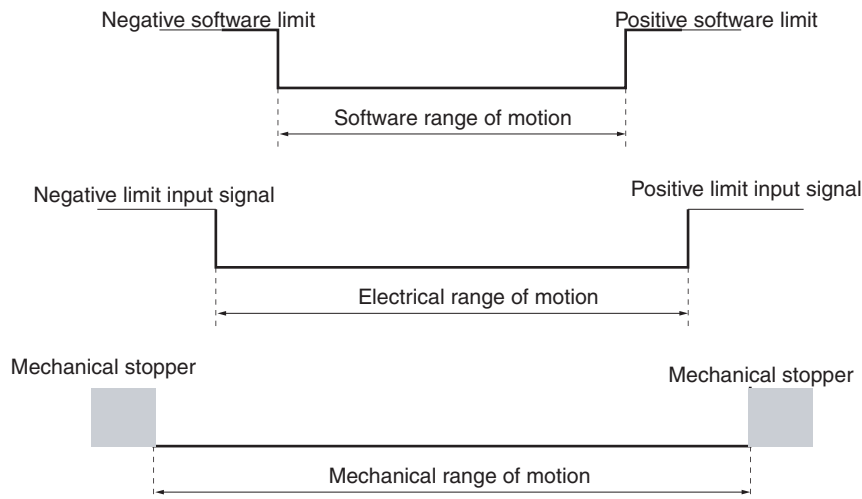 Negative software limit
Positive software limit
Software range of motion
Negative limit input signal
Positive limit input signal
Electrical range of motion
Mechanical stopper
Mechanical stopper
Mechanical range of motion